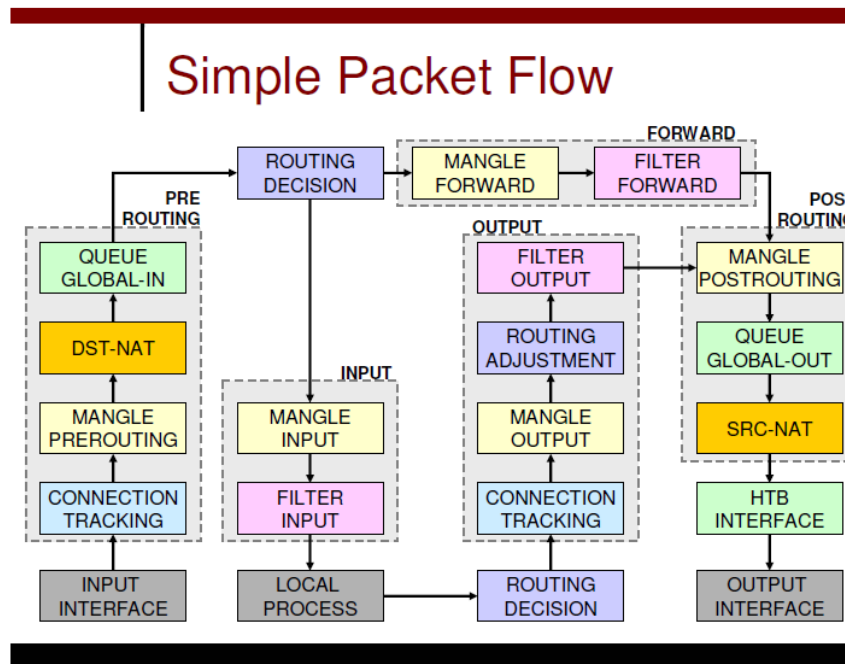 Simple Packet Flow
FORWARD
ROUTING
DECISION
MANGLE
FORWARD
FILTER
FORWARD
PRE
ROUTING
QUEUE
GLOBAL-IN
DST-NAT
MANGLE
PREROUTING
CONNECTION
TRACKING
INPUT
INTERFACE
INPUT
MANGLE
INPUT
FILTER
INPUT
LOCAL
PROCESS
OUTPUT
FILTER
OUTPUT
ROUTING
ADJUSTMENT
MANGLE
OUTPUT
CONNECTION
TRACKING
ROUTING
DECISION
POS
ROUTING
MANGLE
POSTROUTING
QUEUE
GLOBAL-OUT
SRC-NAT
HTB
INTERFACE
OUTPUT
INTERFACE